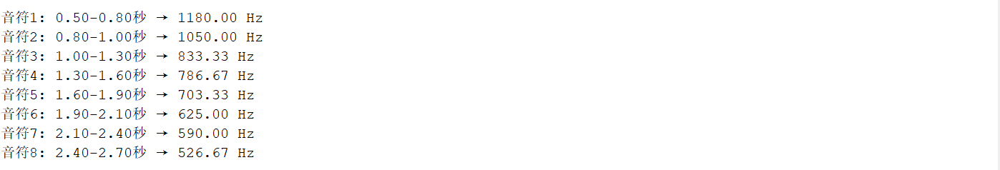 音符1: 0.50-0.80秒 → 1180.00 Hz
音符2: 0.80-1.00秒 → 1050.00 Hz
音符3: 1.00-1.30秒 → 833.33 Hz
音符4: 1.30-1.60秒 → 786.67 Hz
音符5: 1.60-1.90秒 → 703.33 Hz
音符6: 1.90-2.10秒 → 625.00 Hz
音符7: 2.10-2.40秒 → 590.00 Hz
音符8: 2.40-2.70秒 → 526.67 Hz